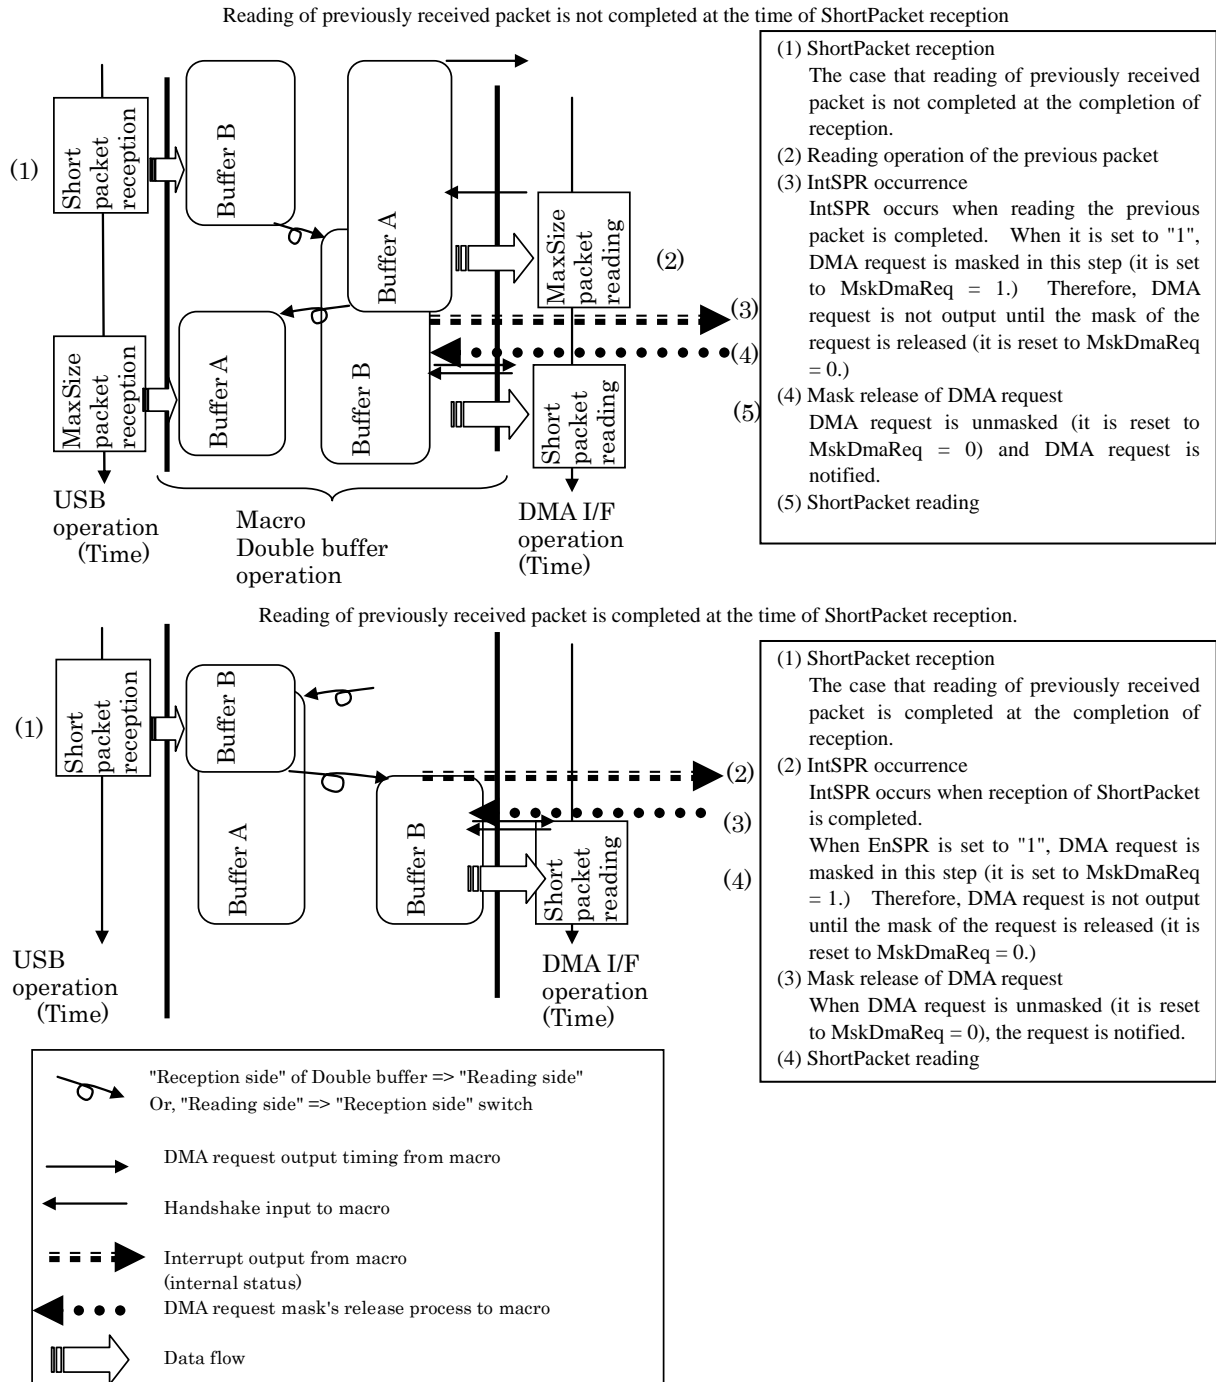 Reading of previously received packet is not completed at the time of ShortPacket reception
(1)
Short
packet
reception
Buffer B
Buffer A
MaxSize
packet
reading
(2)
(3)
(4)
MaxSize
packet
reception
Buffer A
Buffer B
Short
packet
reading
(5)
USB
operation
(Time)
Macro
Double buffer
operation
DMA I/F
operation
(Time)
(1) ShortPacket reception
The case that reading of previously received
packet is not completed at the completion of
reception.
(2) Reading operation of the previous packet
(3) IntSPR occurrence
IntSPR occurs when reading the previous
packet is completed. When it is set to "1",
DMA request is masked in this step (it is set
to MskDmaReq = 1.) Therefore, DMA
request is not output until the mask of the
request is released (it is reset to MskDmaReq
= 0.)
(4) Mask release of DMA request
DMA request is unmasked (it is reset to
MskDmaReq = 0) and DMA request is
notified.
(5) ShortPacket reading
Reading of previously received packet is completed at the time of ShortPacket reception.
(1)
Short
packet
reception
Buffer B
Buffer A
Buffer B
(2)
(3)
(4)
Short
packet
reading
USB
operation
(Time)
DMA I/F
operation
(Time)
(1) ShortPacket reception
The case that reading of previously received
packet is completed at the completion of
reception.
(2) IntSPR occurrence
IntSPR occurs when reception of ShortPacket
is completed.
When EnSPR is set to "1", DMA request is
masked in this step (it is set to MskDmaReq
= 1.) Therefore, DMA request is not output
until the mask of the request is released (it is
reset to MskDmaReq = 0.)
(3) Mask release of DMA request
When DMA request is unmasked (it is reset
to MskDmaReq = 0), the request is notified.
(4) ShortPacket reading
"Reception side" of Double buffer => "Reading side"
Or, "Reading side" => "Reception side" switch
DMA request output timing from macro
Handshake input to macro
Interrupt output from macro
(internal status)
DMA request mask's release process to macro
Data flow